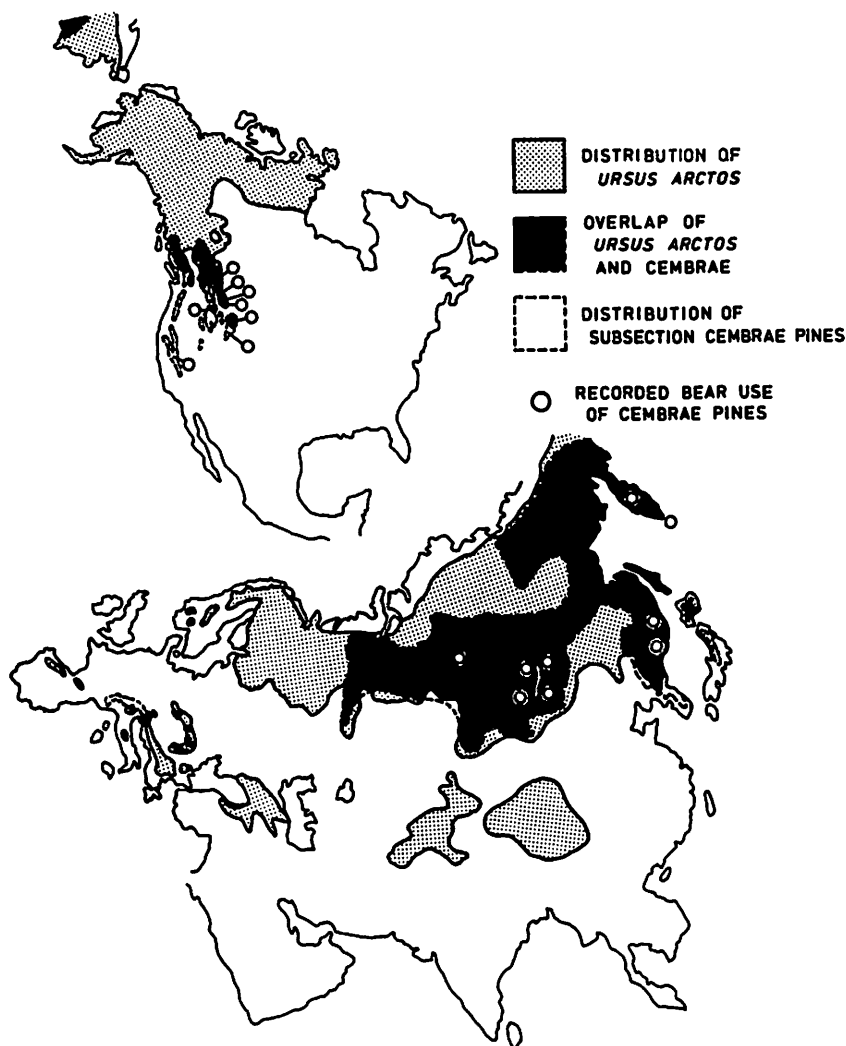 DISTRIBUTION OF
URSUS ARCTOS
OVERLAP OF
URSUS ARCTOS
AND CEMBRAE
DISTRIBUTION OF
SUBSECTION CEMBRAE PINES
RECORDED BEAR USE
OF CEMBRAE PINES